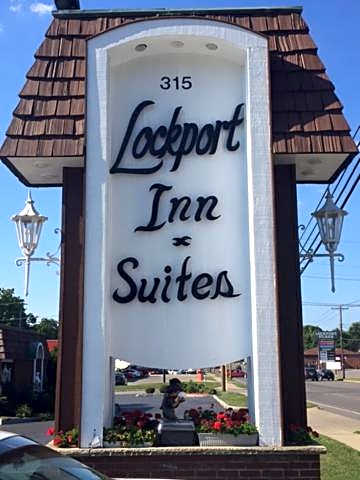 315
Lockport
Inn
x
Suites